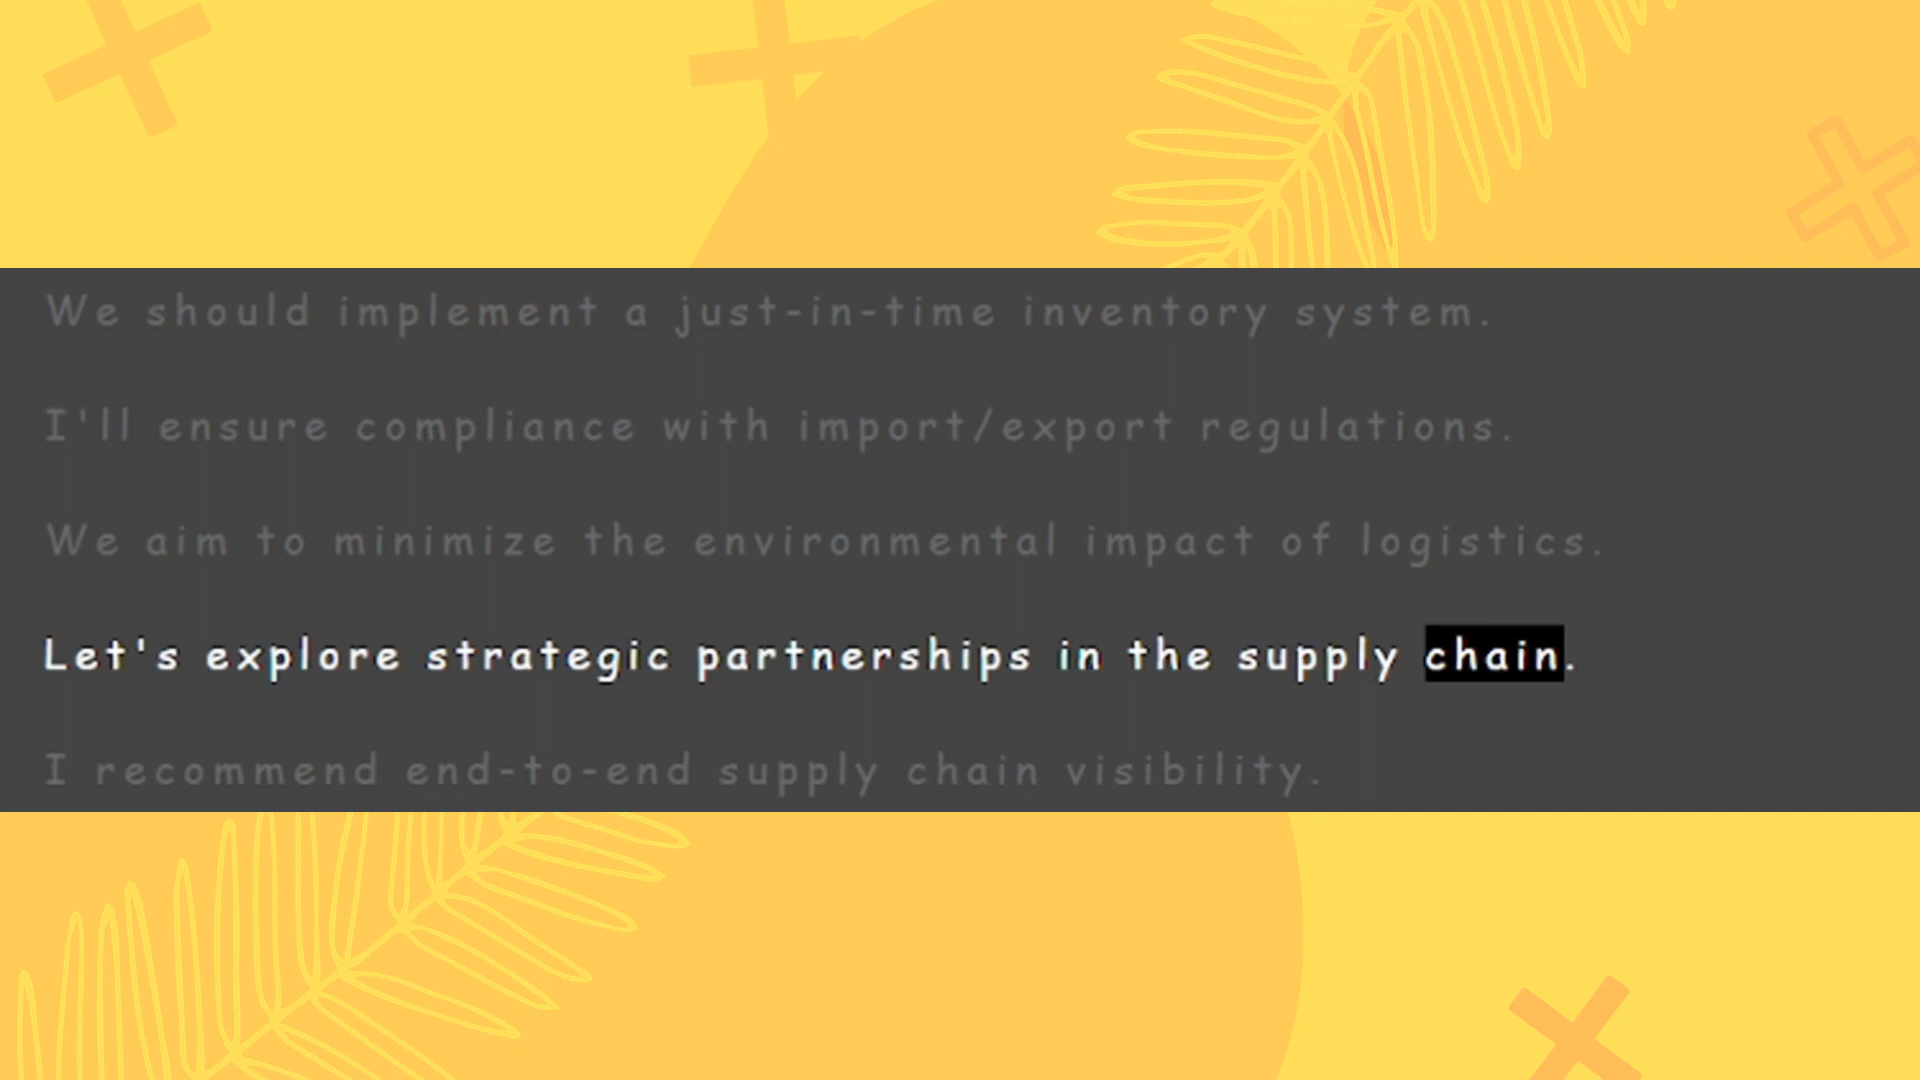 We should implement a just-in-time inventory system.
I'll ensure compliance with import/export regulations.
We aim to minimize the environmental impact of logistics.
Let's explore strategic partnerships in the supply chain.
I recommend end-to-end supply chain visibility.